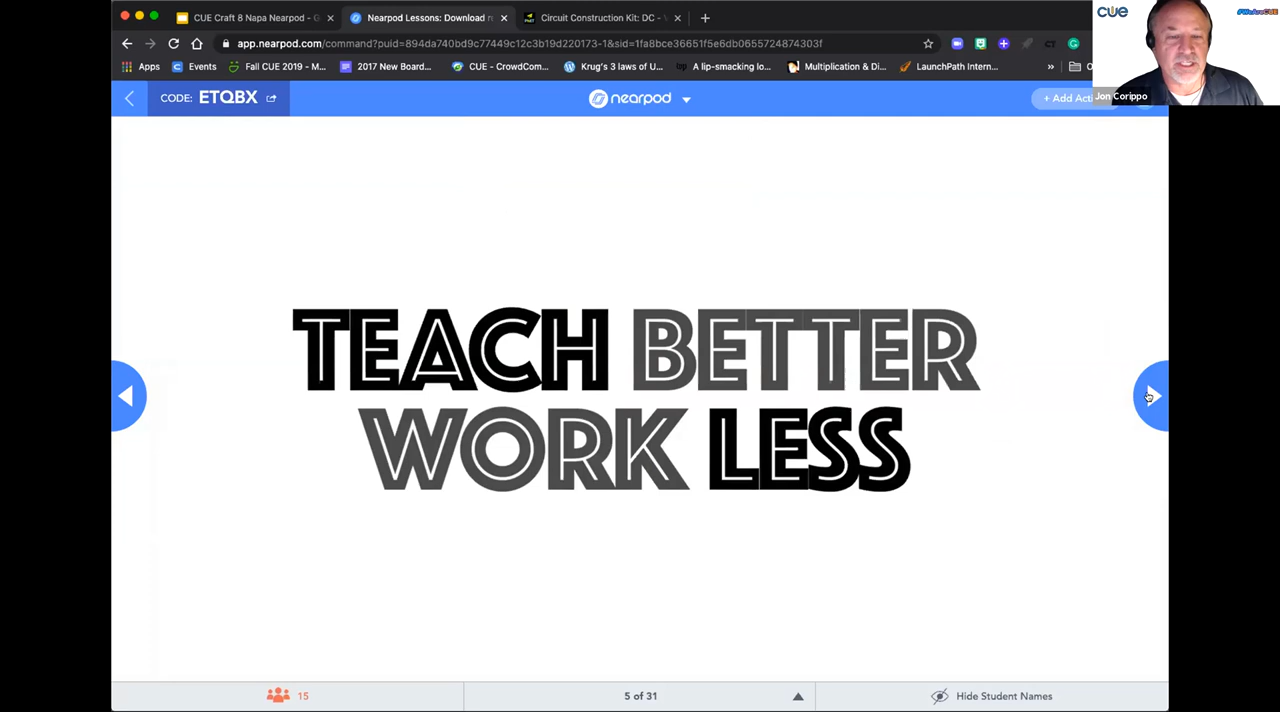 CUE Craft 8 Napa Nearpod - G
Nearpod Lessons: Download r
Circuit Construction Kit: DC -
app.nearpod.com/command?puid=894da740bd9c77449c12c3b19d220173-1&sid=1fa8bce36651f5e6db0655724874303f
Apps
Events
Fall CUE 2019 - M...
2017 New Board...
CUE - CrowdCom...
Krug's 3 laws of U...
A lip-smacking lo...
Multiplication & Di...
LaunchPath Intern...
»
CUE
#WeAreCUE
Jon Corippo
CODE: ETQBX
nearpod
+ Add Acti
TEACH BETTER
WORK LESS
15
5 of 31
Hide Student Names